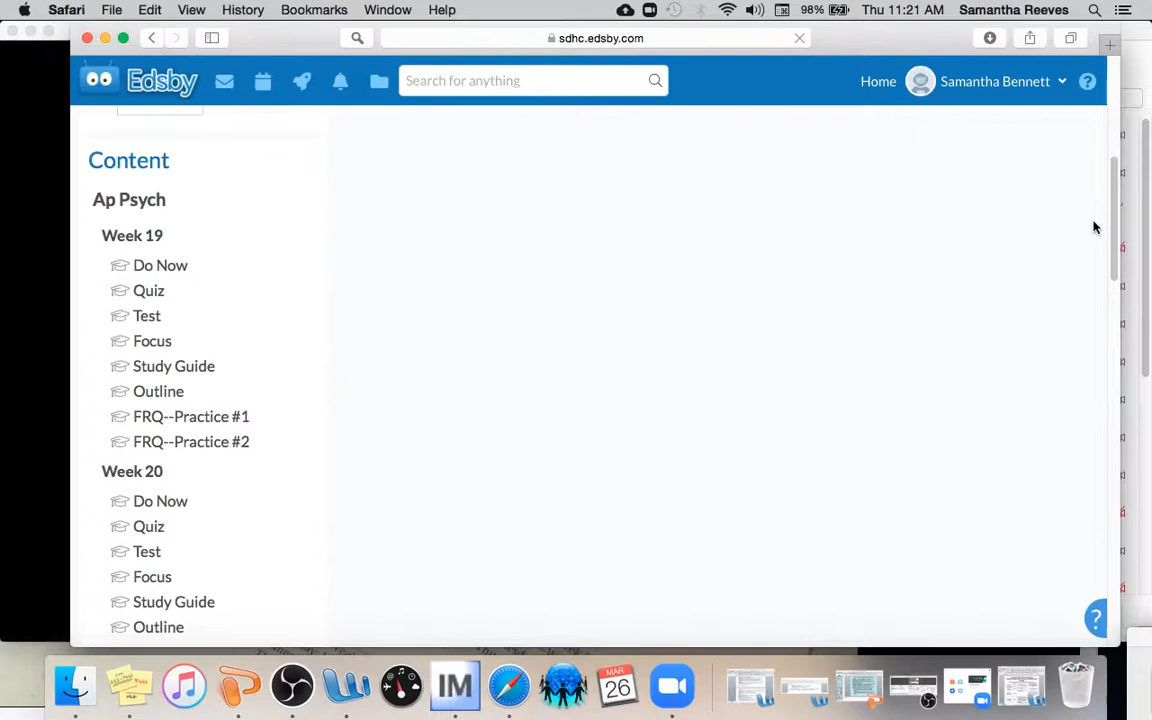 Safari File Edit View History Bookmarks Window Help 98% Thu 11:21 AM Samantha Reeves
sdhc.edsby.com
Edsby Search for anything Home Samantha Bennett ?
Content
Ap Psych
Week 19
Do Now
Quiz
Test
Focus
Study Guide
Outline
FRQ--Practice #1
FRQ--Practice #2
Week 20
Do Now
Quiz
Test
Focus
Study Guide
Outline
?
IM MAR
26